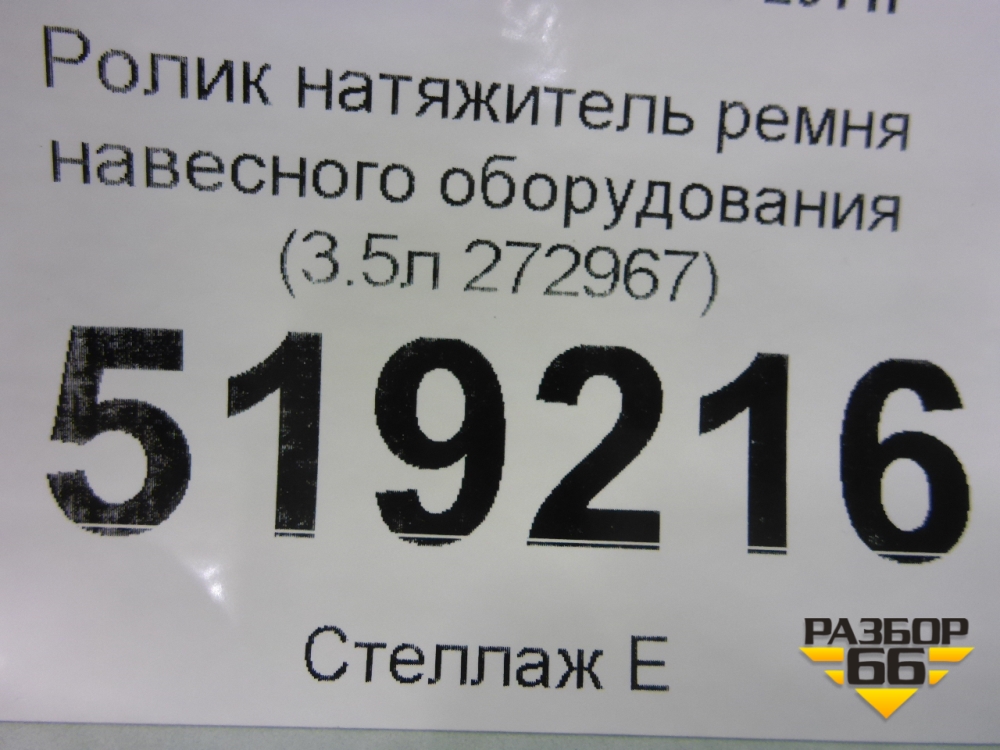 Ролик натяжитель ремня
навесного оборудования
(3.5л 272967)
519216
Стеллаж Е
РАЗБОР
66